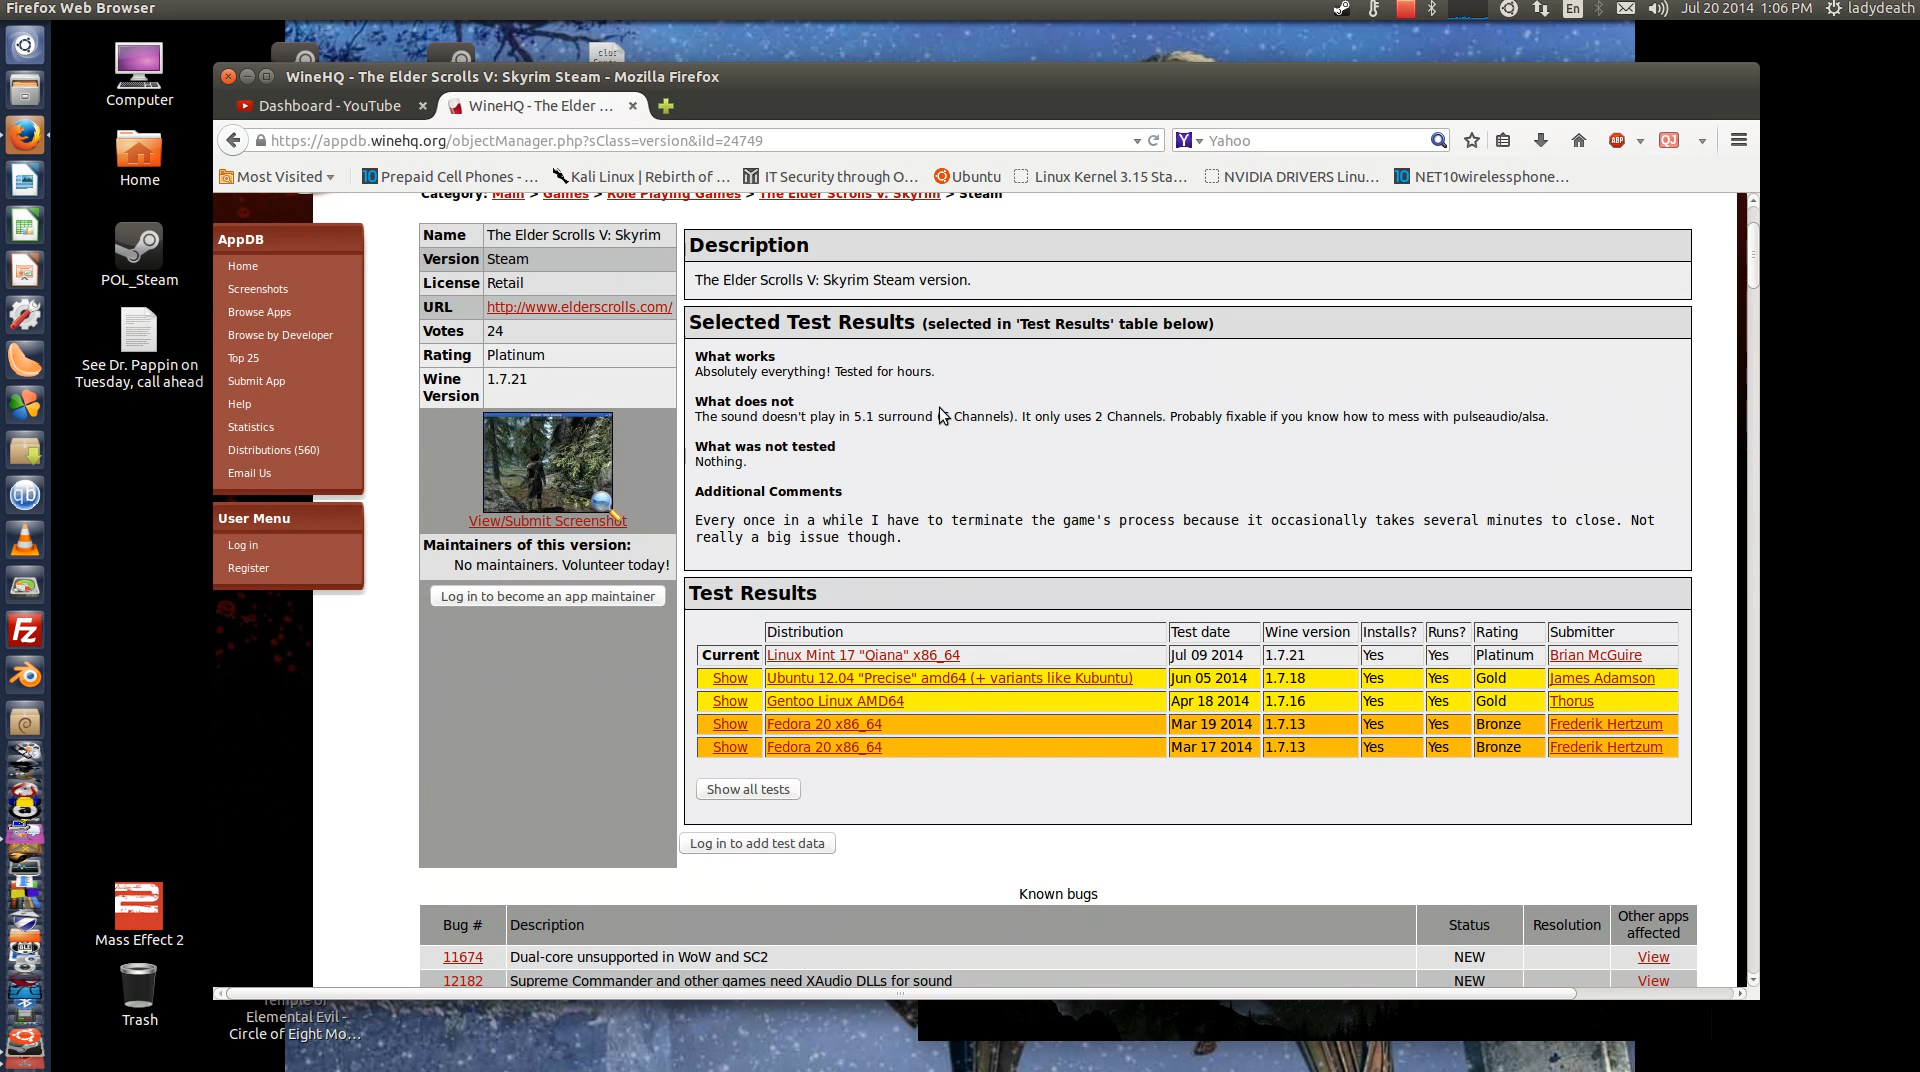 Firefox Web Browser
En
Jul 20 2014 1:06 PM
ladydeath
Computer
Home
POL_Steam
See Dr. Pappin on
Tuesday, call ahead
Mass Effect 2
Trash
Elemental Evil -
Circle of Eight Mo...
WineHQ - The Elder Scrolls V: Skyrim Steam - Mozilla Firefox
Dashboard - YouTube
WineHQ - The Elder ...
https://appdb.winehq.org/objectManager.php?sClass=version&iId=24749
Yahoo
ABP
QJ
Most Visited
Prepaid Cell Phones - ...
Kali Linux | Rebirth of ...
IT Security through O...
Ubuntu
Linux Kernel 3.15 Sta...
NVIDIA DRIVERS Linu...
NET10wirelessphone...
Category: Main > Games > Role Playing Games > The Elder Scrolls V: Skyrim > Steam
AppDB
Home
Screenshots
Browse Apps
Browse by Developer
Top 25
Submit App
Help
Statistics
Distributions (560)
Email Us
User Menu
Log in
Register
Name The Elder Scrolls V: Skyrim
Version Steam
License Retail
URL http://www.elderscrolls.com/
Votes 24
Rating Platinum
Wine
Version
1.7.21
View/Submit Screenshot
Maintainers of this version:
No maintainers. Volunteer today!
Log in to become an app maintainer
Description
The Elder Scrolls V: Skyrim Steam version.
Selected Test Results (selected in 'Test Results' table below)
What works
Absolutely everything! Tested for hours.
What does not
The sound doesn't play in 5.1 surround Channels). It only uses 2 Channels. Probably fixable if you know how to mess with pulseaudio/alsa.
What was not tested
Nothing.
Additional Comments
Every once in a while I have to terminate the game's process because it occasionally takes several minutes to close. Not
really a big issue though.
Test Results
Distribution Test date Wine version Installs? Runs? Rating Submitter
Current Linux Mint 17 "Qiana" x86_64 Jul 09 2014 1.7.21 Yes Yes Platinum Brian McGuire
Show Ubuntu 12.04 "Precise" amd64 (+ variants like Kubuntu) Jun 05 2014 1.7.18 Yes Yes Gold James Adamson
Show Gentoo Linux AMD64 Apr 18 2014 1.7.16 Yes Yes Gold Thorus
Show Fedora 20 x86_64 Mar 19 2014 1.7.13 Yes Yes Bronze Frederik Hertzum
Show Fedora 20 x86_64 Mar 17 2014 1.7.13 Yes Yes Bronze Frederik Hertzum
Show all tests
Log in to add test data
Known bugs
Bug # Description Status Resolution Other apps
affected
11674 Dual-core unsupported in WoW and SC2 NEW View
12182 Supreme Commander and other games need XAudio DLLs for sound NEW View